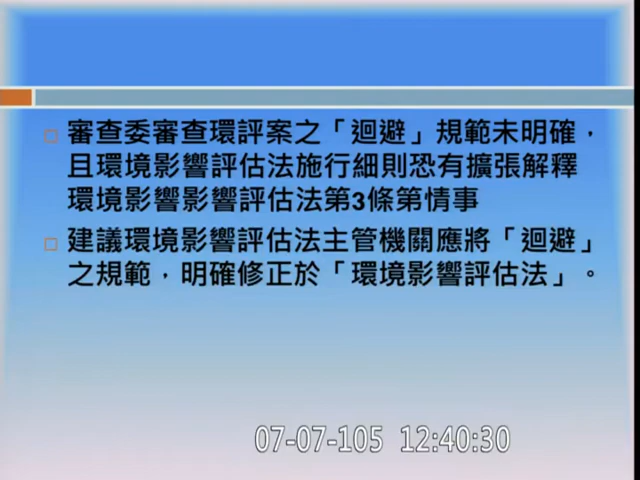 審查委審查環評案之「迴避」規範未明確，
且環境影響評估法施行細則恐有擴張解釋
環境影響影響評估法第3條第情事
建議環境影響評估法主管機關應將「迴避」
之規範，明確修正於「環境影響評估法」。
07-07-105 12:40:30